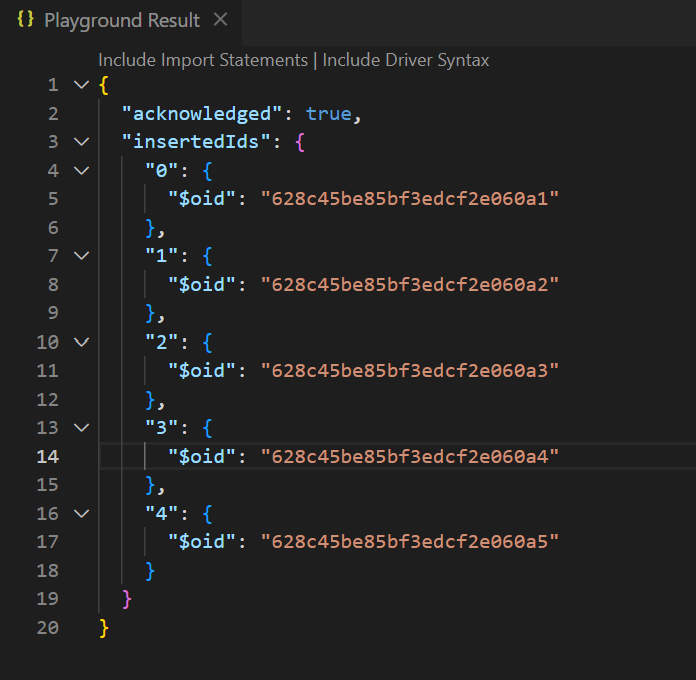 {} Playground Result ×
Include Import Statements | Include Driver Syntax
1 {
2   "acknowledged": true,
3   "insertedIds": {
4     "0": {
5       "$oid": "628c45be85bf3edcf2e060a1"
6     },
7     "1": {
8       "$oid": "628c45be85bf3edcf2e060a2"
9     },
10     "2": {
11       "$oid": "628c45be85bf3edcf2e060a3"
12     },
13     "3": {
14       "$oid": "628c45be85bf3edcf2e060a4"
15     },
16     "4": {
17       "$oid": "628c45be85bf3edcf2e060a5"
18     }
19   }
20 }